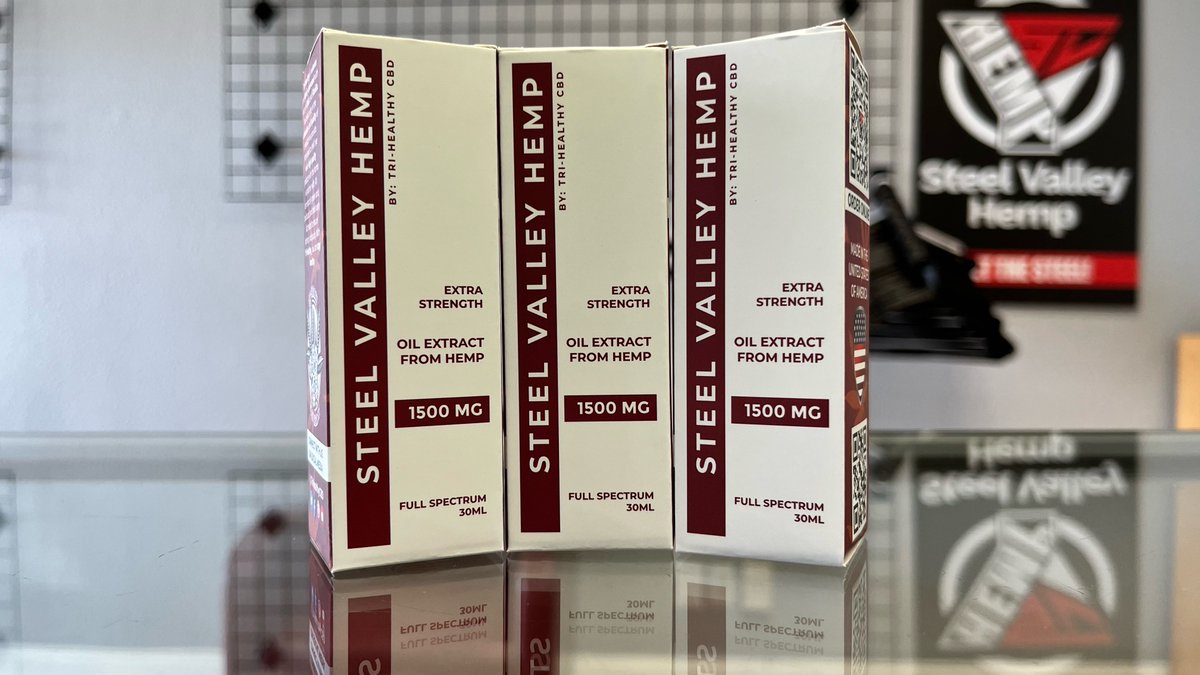 STEEL VALLEY HEMP
BY: TRI-HEALTHY CBD
EXTRA
STRENGTH
OIL EXTRACT
FROM HEMP
1500 MG
FULL SPECTRUM
30ML
STEEL VALLEY HEMP
BY: TRI-HEALTHY CBD
EXTRA
STRENGTH
OIL EXTRACT
FROM HEMP
1500 MG
FULL SPECTRUM
30ML
STEEL VALLEY HEMP
BY: TRI-HEALTHY CBD
EXTRA
STRENGTH
OIL EXTRACT
FROM HEMP
1500 MG
FULL SPECTRUM
30ML
ORDER
MADE IN THE
UNITED STATES
OF AMERICA
HEMP
Steel Valley
Hemp
THE STEEL!